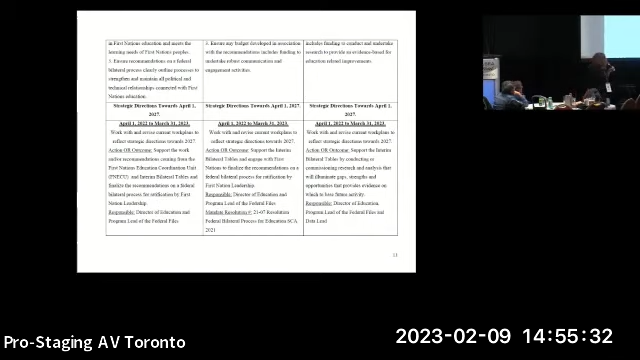 in First Nations education and meets the
learning needs of First Nations peoples.
3. Ensure recommendations on a federal
bilateral process clearly outline processes to
strengthen and maintain all political and
technical relationships connected with First
Nations education.
4. Ensure any budget developed in association
with the recommendations includes funding to
undertake robust communication and
engagement activities.
includes funding to conduct and undertake
research to provide an evidence-based for
education related improvements.
Strategic Directions Towards April 1,
2027.
Strategic Directions Towards April 1, 2027.
Strategic Directions Towards April 1,
2027.
April 1, 2022 to March 31, 2023.
Work with and revise current workplans to
reflect strategic directions towards 2027.
Action OR Outcome: Support the work
and/or recommendations coming from the
First Nations Education Coordination Unit
(FNECU) and Interim Bilateral Tables and
finalize the recommendations on a federal
bilateral process for ratification by First
Nation Leadership.
Responsible: Director of Education and
Program Lead of the Federal Files
April 1, 2022 to March 31, 2023.
Work with and revise current workplans to
reflect strategic directions towards 2027.
Action OR Outcome: Support the Interim
Bilateral Tables and engage with First
Nations to finalize the recommendations on
a federal bilateral process for ratification by
First Nation Leadership.
Responsible: Director of Education and
Program Lead of the Federal Files
Mandate Resolution #: 21-07 Resolution
Federal Bilateral Process for Education SCA
2021
April 1, 2022 to March 31, 2023.
Work with and revise current workplans to
reflect strategic directions towards 2027.
Action OR Outcome: Support the Interim
Bilateral Tables by conducting or
commissioning research and analysis that
will illuminate gaps, strengths and
opportunities that provides evidence on
which to base future activity.
Responsible: Director of Education,
Program Lead of the Federal Files and
Data Lead
Pro-Staging AV Toronto
2023-02-09 14:55:32